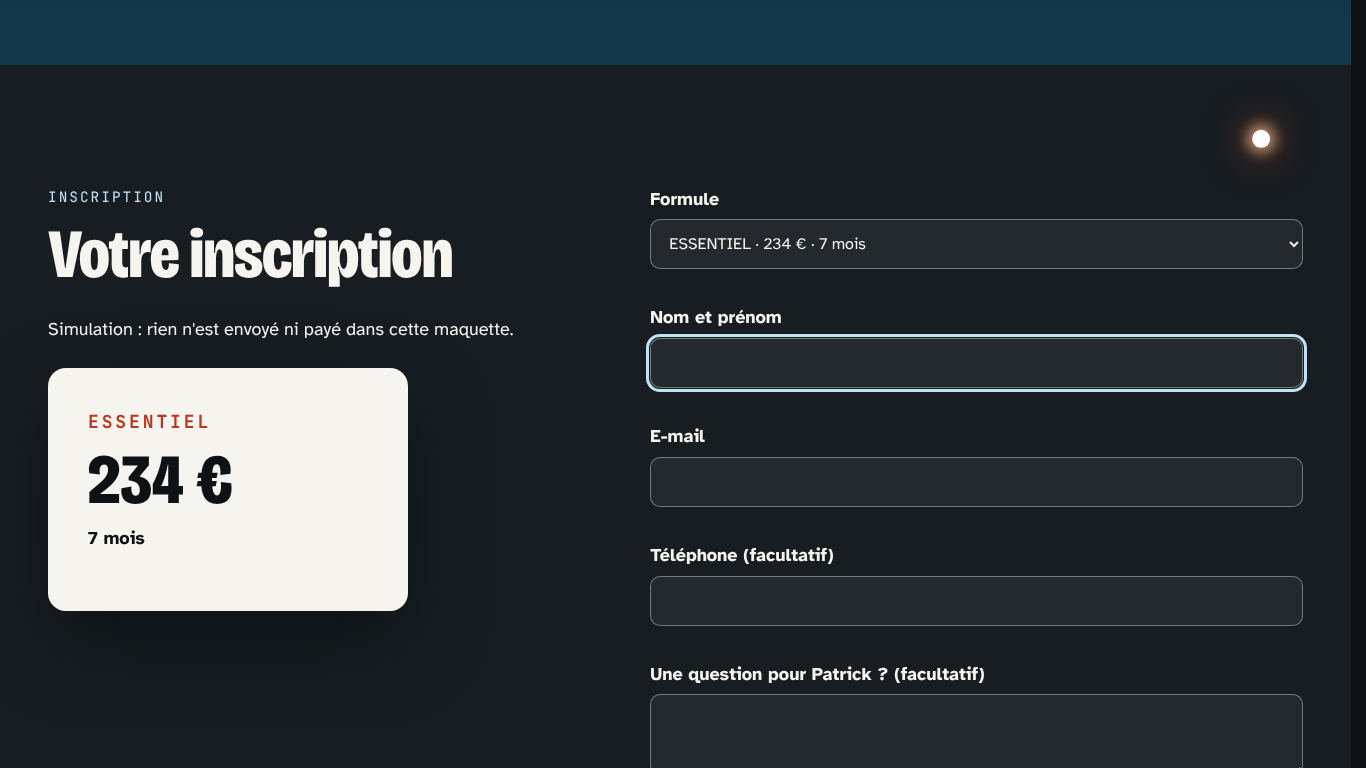 INSCRIPTION
Votre inscription
Simulation : rien n'est envoyé ni payé dans cette maquette.
ESSENTIEL
234 €
7 mois
Formule
ESSENTIEL · 234 € · 7 mois
Nom et prénom
E-mail
Téléphone (facultatif)
Une question pour Patrick ? (facultatif)